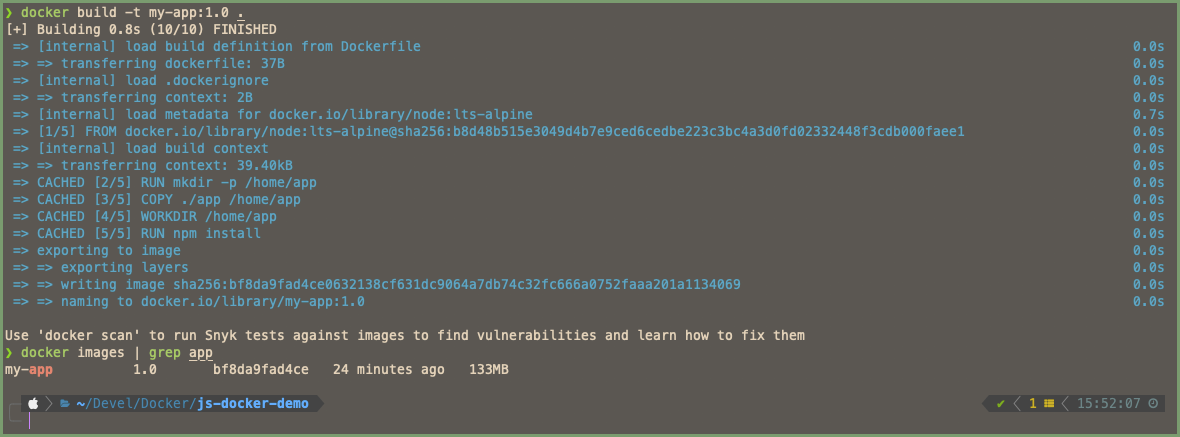 ❯ docker build -t my-app:1.0 .
[+] Building 0.8s (10/10) FINISHED
=> [internal] load build definition from Dockerfile 0.0s
=> => transferring dockerfile: 37B 0.0s
=> [internal] load .dockerignore 0.0s
=> => transferring context: 2B 0.0s
=> [internal] load metadata for docker.io/library/node:lts-alpine 0.7s
=> [1/5] FROM docker.io/library/node:lts-alpine@sha256:b8d48b515e3049d4b7e9ced6cedbe223c3bc4a3d0fd02332448f3cdb000faee1 0.0s
=> [internal] load build context 0.0s
=> => transferring context: 39.40kB 0.0s
=> CACHED [2/5] RUN mkdir -p /home/app 0.0s
=> CACHED [3/5] COPY ./app /home/app 0.0s
=> CACHED [4/5] WORKDIR /home/app 0.0s
=> CACHED [5/5] RUN npm install 0.0s
=> exporting to image 0.0s
=> => exporting layers 0.0s
=> => writing image sha256:bf8da9fad4ce0632138cf631dc9064a7db74c32fc666a0752faaa201a1134069 0.0s
=> => naming to docker.io/library/my-app:1.0 0.0s
Use 'docker scan' to run Snyk tests against images to find vulnerabilities and learn how to fix them
❯ docker images | grep app
my-app 1.0 bf8da9fad4ce 24 minutes ago 133MB
~/Devel/Docker/js-docker-demo ✔ 1 15:52:07